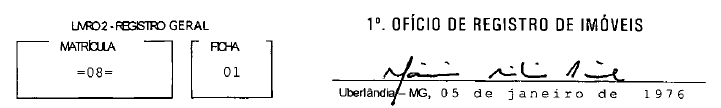 LIVRO 2 - REGISTRO GERAL
MATRÍCULA
=08=
FICHA
01
1º. OFÍCIO DE REGISTRO DE IMÓVEIS
Uberlândia - MG, 05 de janeiro de 1976